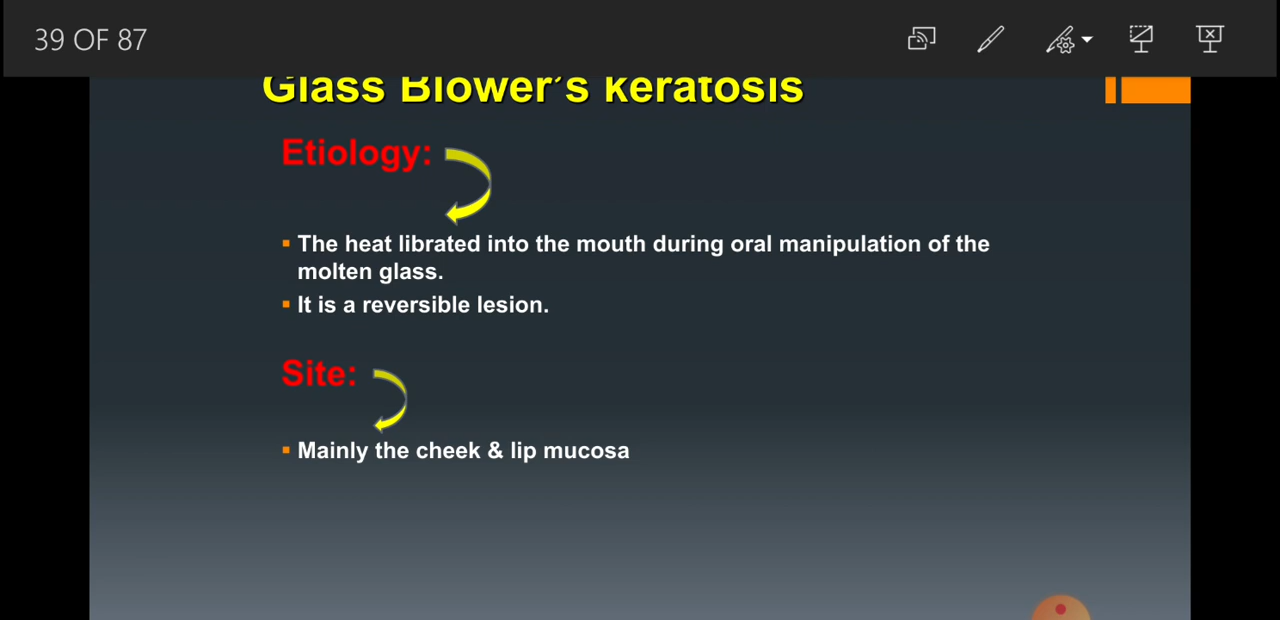 39 OF 87
Glass Blower's keratosis
Etiology:
▪ The heat librated into the mouth during oral manipulation of the
molten glass.
▪ It is a reversible lesion.
Site:
▪ Mainly the cheek & lip mucosa